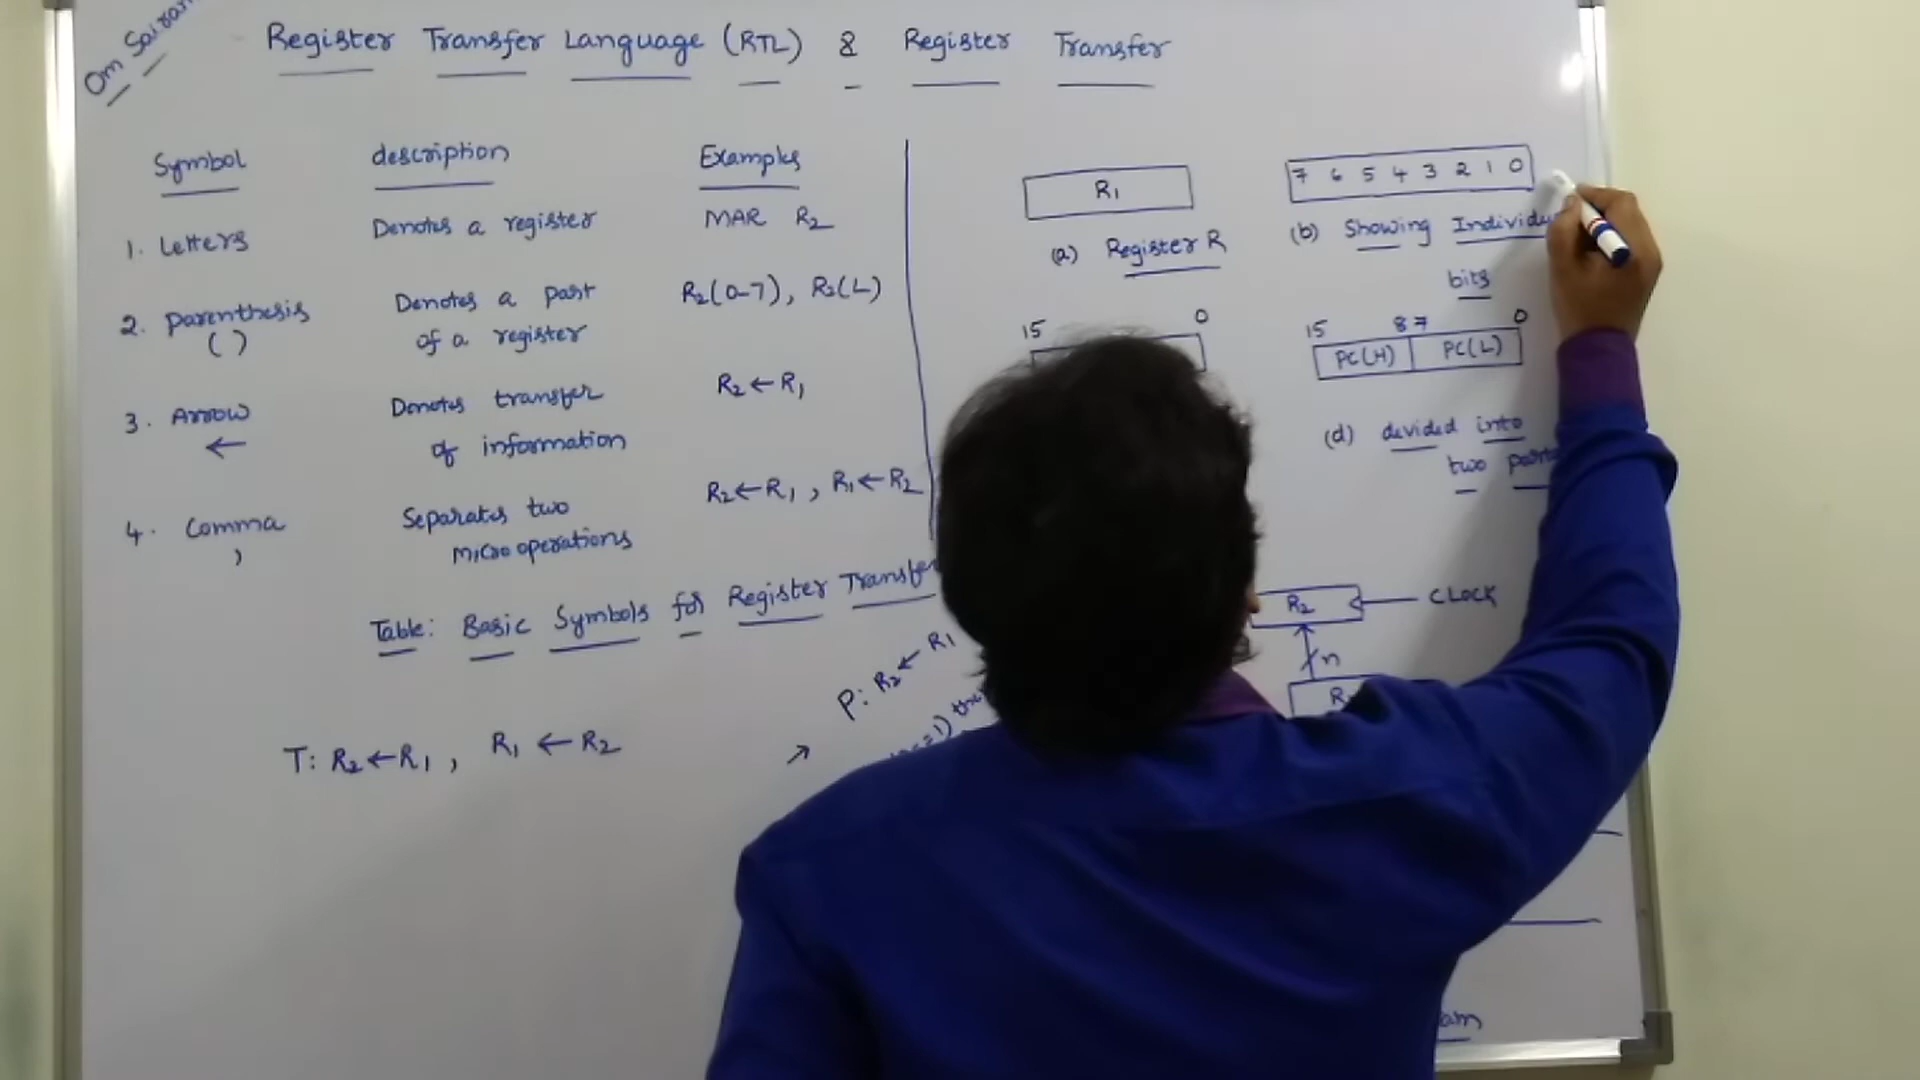 Om Sairam
Register Transfer Language (RTL) & Register Transfer
Symbol description Examples
1. Letters Denotes a register MAR R2
2. Parenthesis Denotes a part R2(0-7), R2(L)
( ) of a register
3. Arrow Denotes transfer R2 ← R1
← of information
4. Comma Separates two R2←R1 , R1←R2
, Micro operations
Table: Basic Symbols for Register Transfer
T: R2←R1 , R1 ← R2
R1
(a) Register R
7 6 5 4 3 2 1 0
(b) Showing
bits
15 0
15 8 7 0
PC(H) PC(L)
(d) devided into
two parts
R2 CLOCK
n
P: R2 ← R1
→